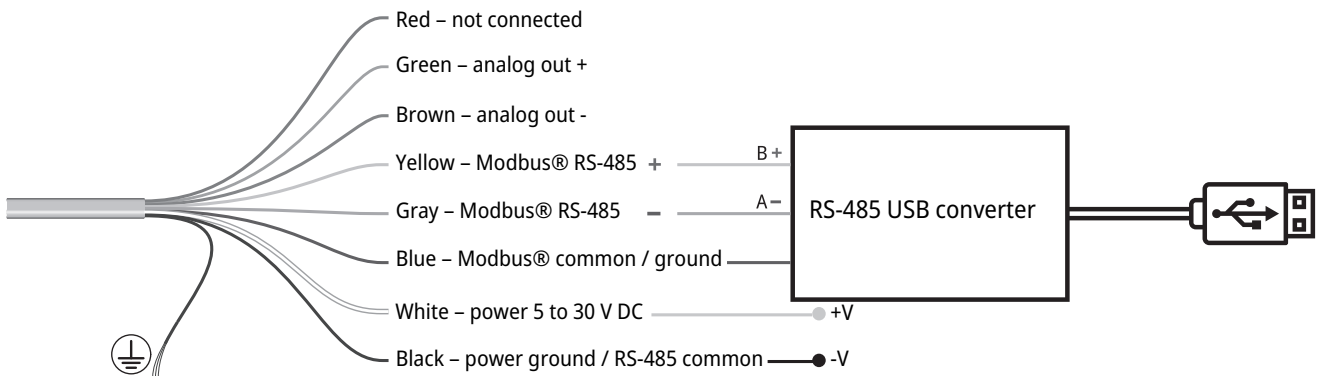 Red – not connected
Green – analog out +
Brown – analog out -
Yellow – Modbus® RS-485 +
B +
Gray – Modbus® RS-485 -
A -
RS-485 USB converter
Blue – Modbus® common / ground
White – power 5 to 30 V DC
+V
Black – power ground / RS-485 common
-V